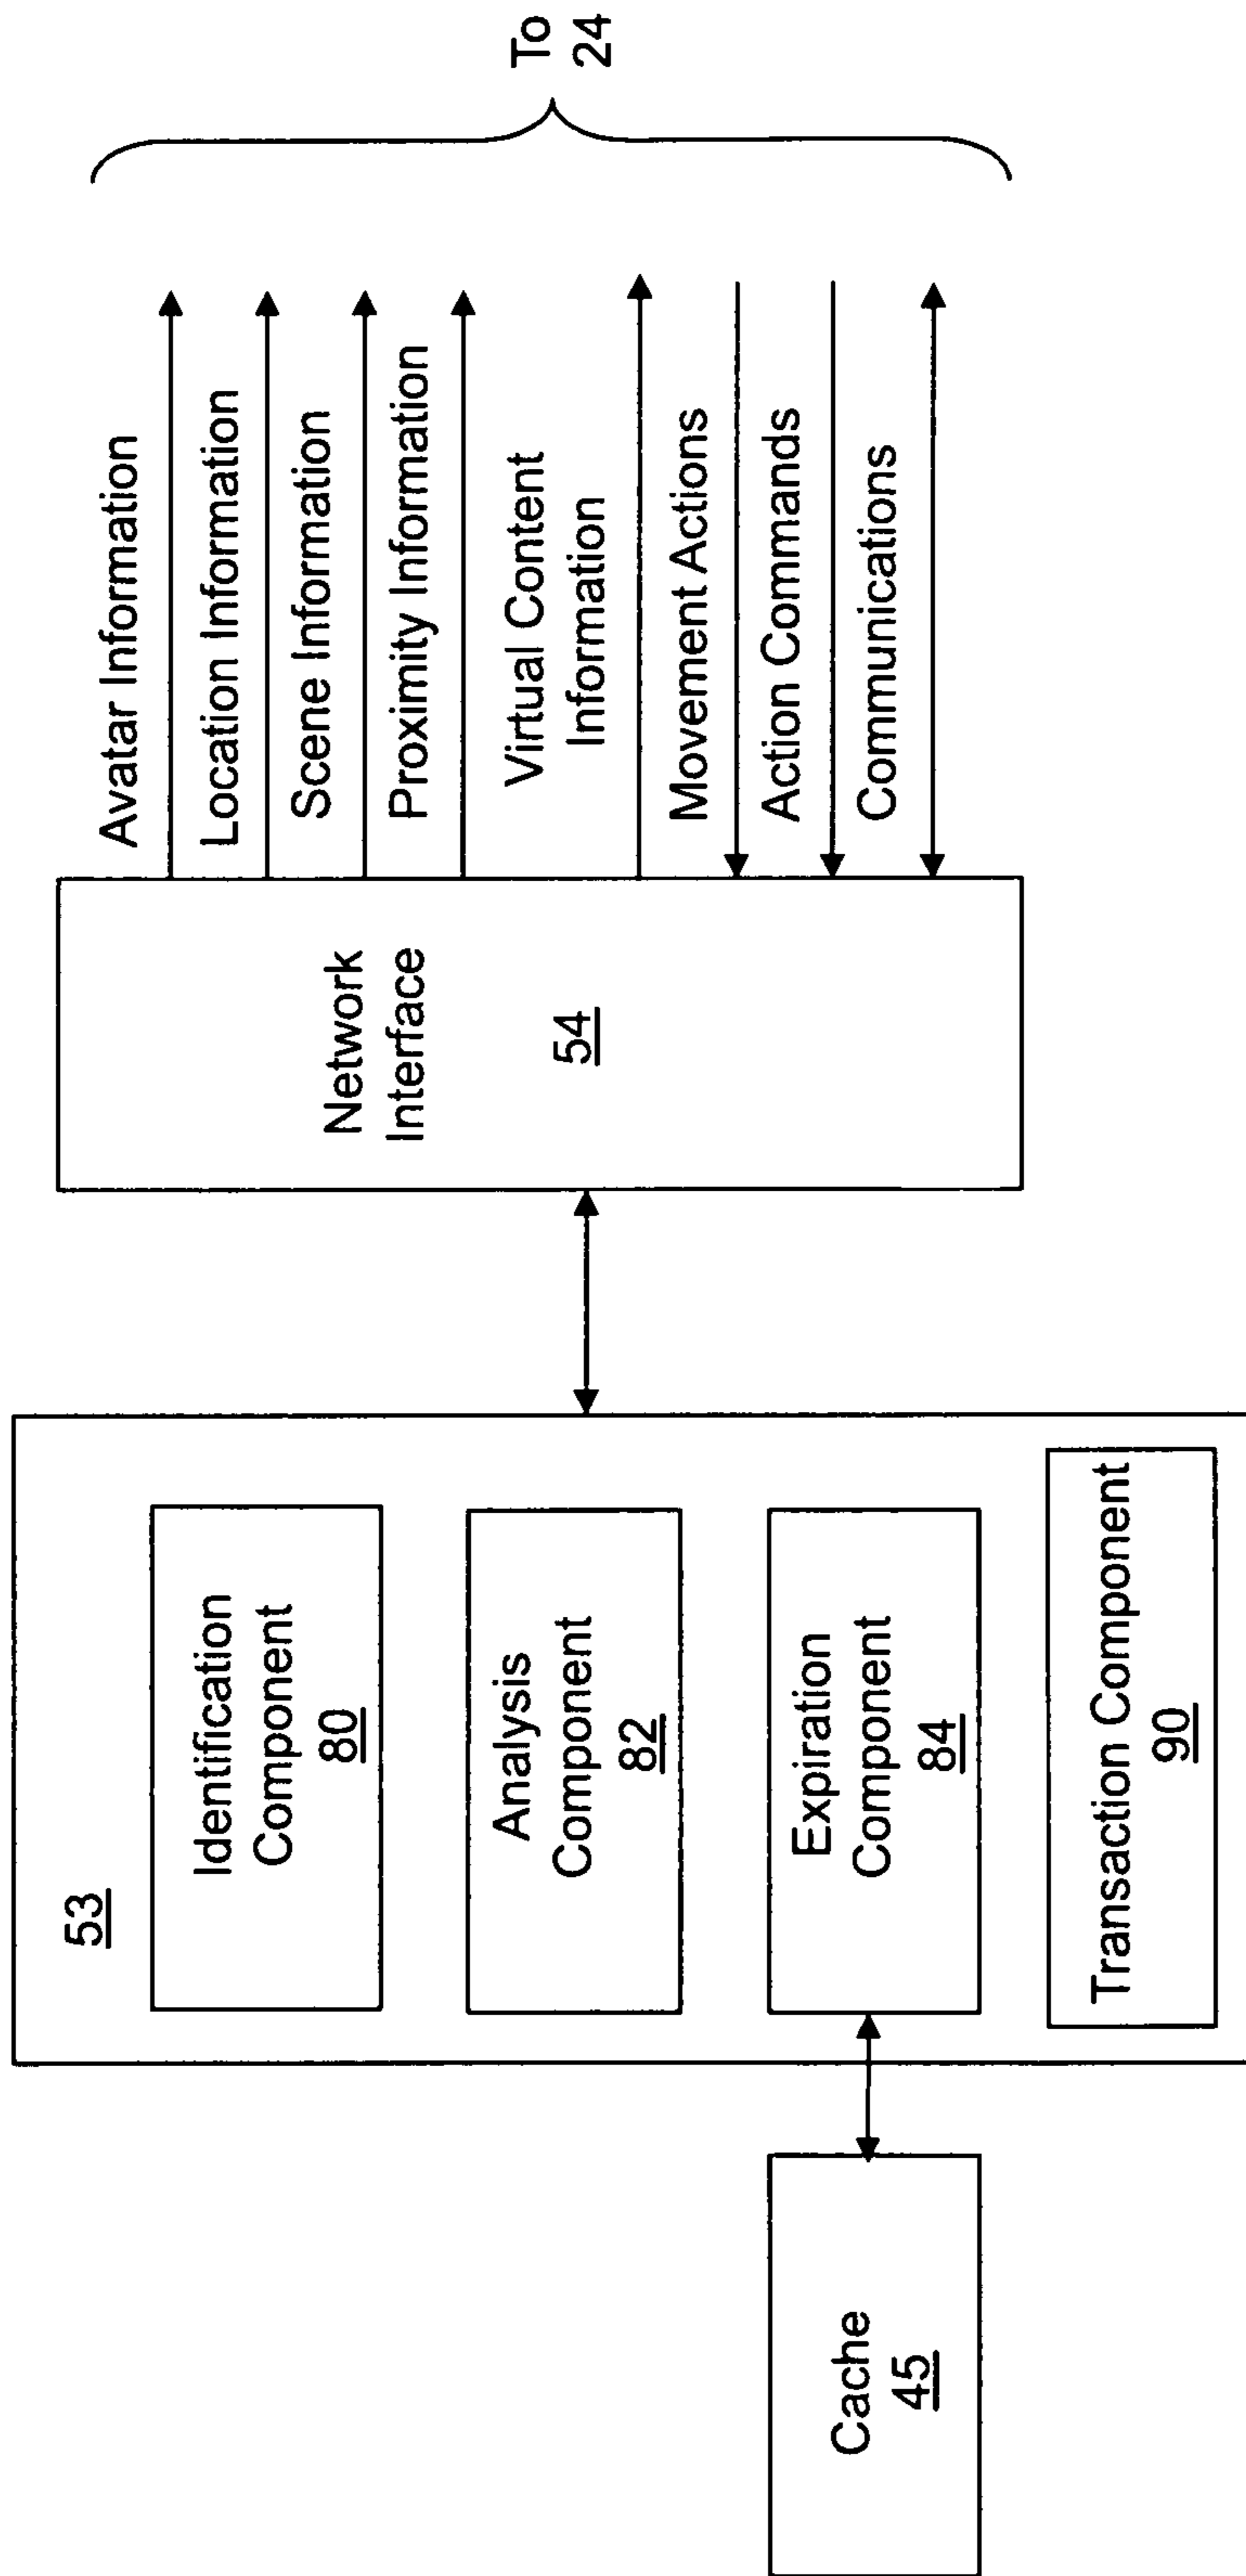 53
Identification
Component
80
Analysis
Component
82
Expiration
Component
84
Transaction Component
90
Cache
45
Network
Interface
54
Avatar Information
Location Information
Scene Information
Proximity Information
Virtual Content
Information
Movement Actions
Action Commands
Communications
To
24